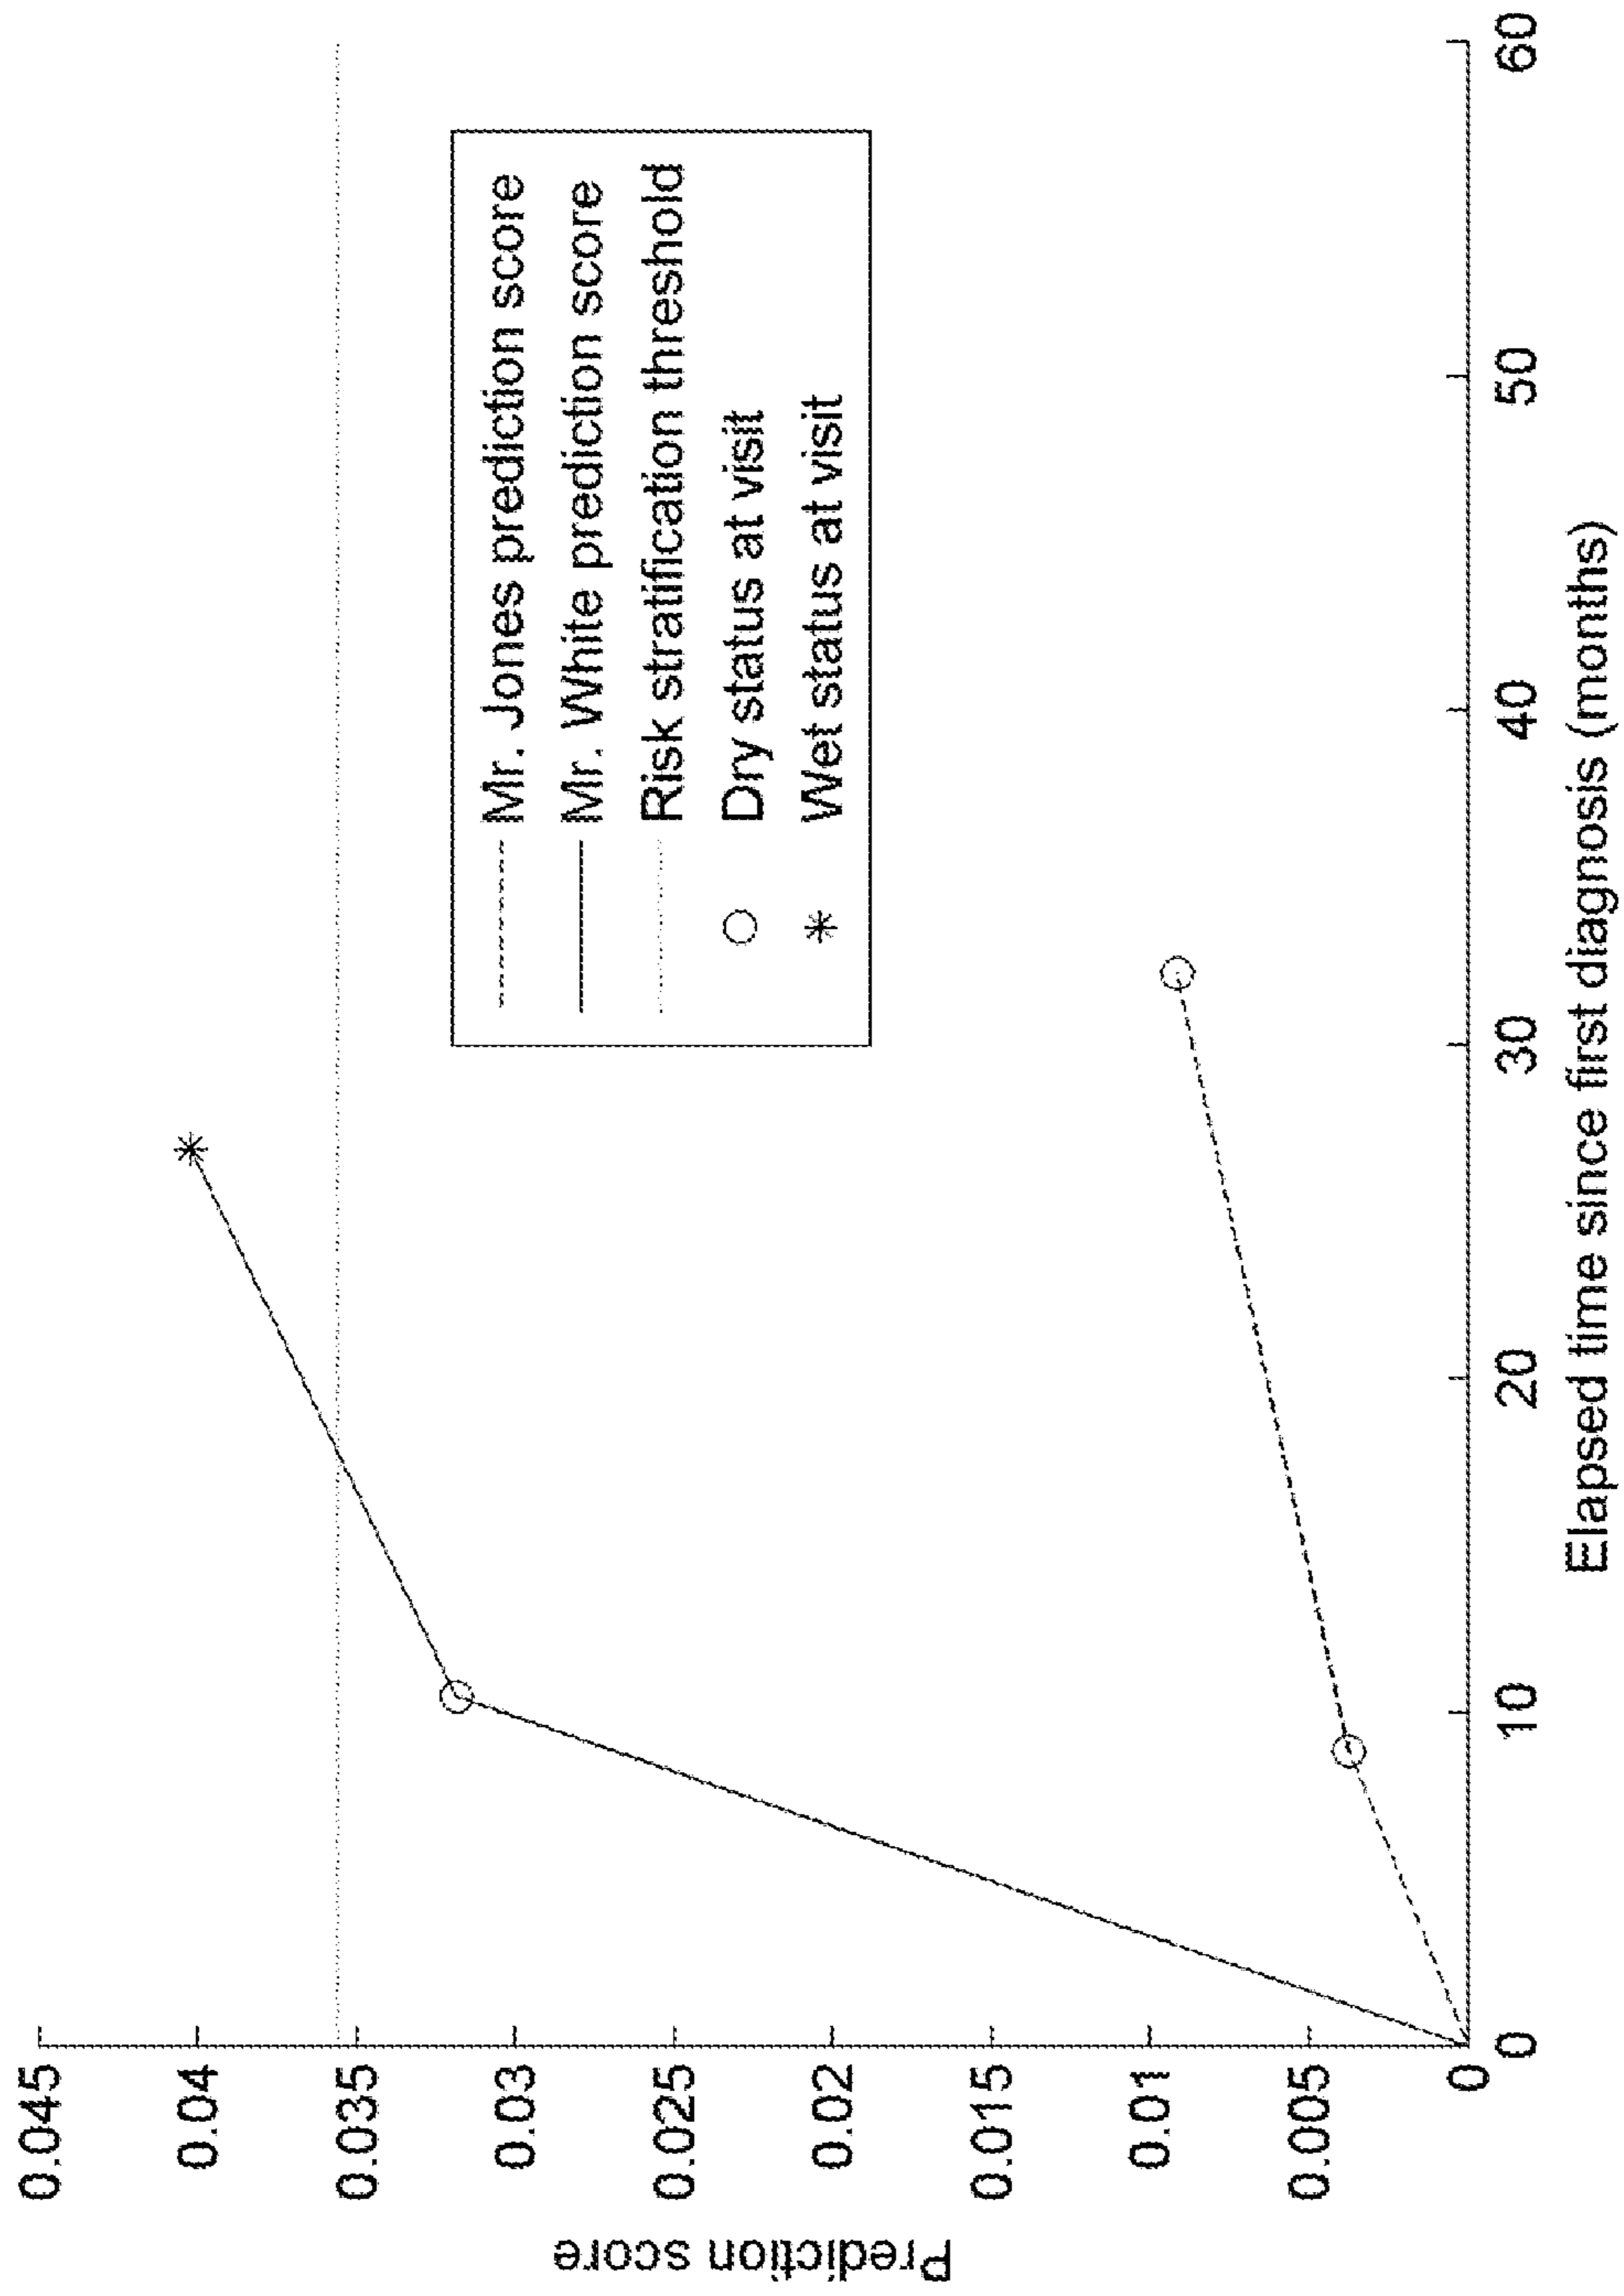 0.045
0.04
0.035
0.03
0.025
0.02
0.015
0.01
0.005
0
Prediction score
Mr. Jones prediction score
Mr. White prediction score
Risk stratification threshold
Dry status at visit
Wet status at visit
0 10 20 30 40 50 60
Elapsed time since first diagnosis (months)